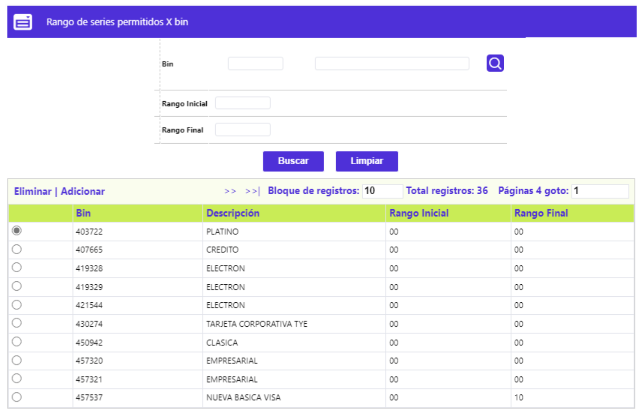 Rango de series permitidos X bin
Bin
Rango Inicial
Rango Final
Buscar Limpiar
Eliminar | Adicionar >> >>| Bloque de registros: 10 Total registros: 36 Páginas 4 goto: 1
Bin Descripción Rango Inicial Rango Final
403722 PLATINO 00 00
407665 CREDITO 00 00
419328 ELECTRON 00 00
419329 ELECTRON 00 00
421544 ELECTRON 00 00
430274 TARJETA CORPORATIVA TYE 00 00
450942 CLASICA 00 00
457320 EMPRESARIAL 00 00
457321 EMPRESARIAL 00 00
457537 NUEVA BASICA VISA 00 10